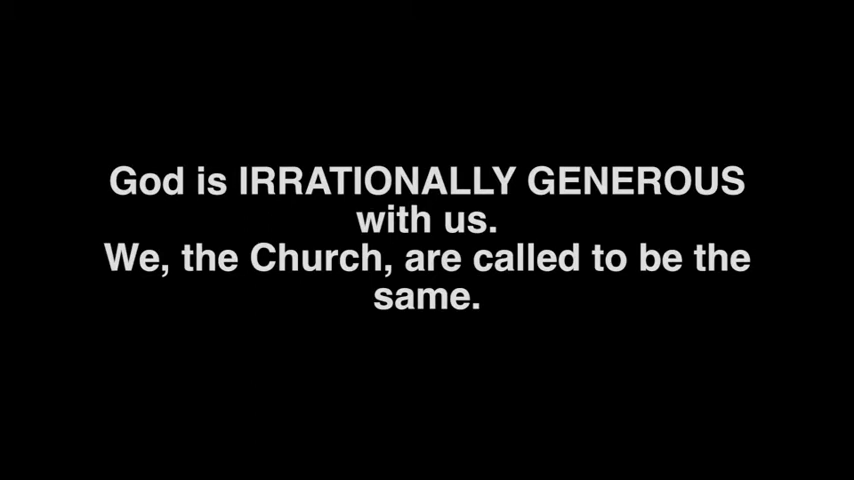 God is IRRATIONALLY GENEROUS
with us.
We, the Church, are called to be the
same.